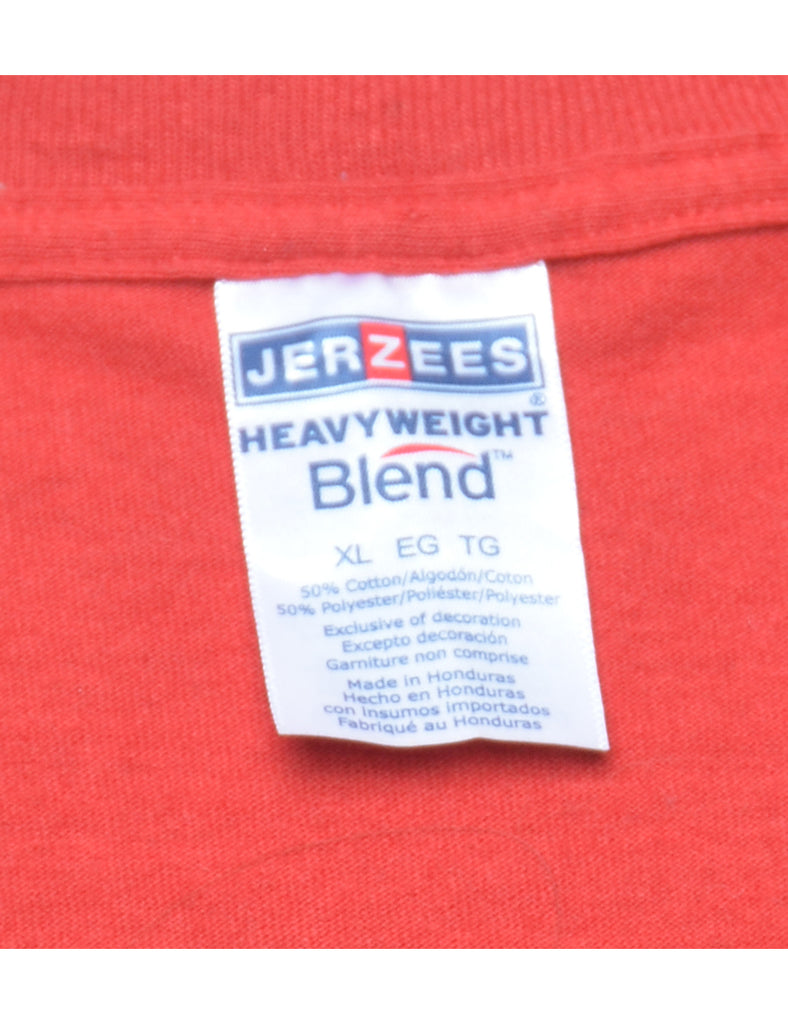 JERZEES®
HEAVYWEIGHT
Blend™
XL EG TG
50% Cotton/Algodón/Coton
50% Polyester/Poliéster/Polyester
Exclusive of decoration
Excepto decoración
Garniture non comprise
Made in Honduras
Hecho en Honduras
con insumos importados
Fabriqué au Honduras